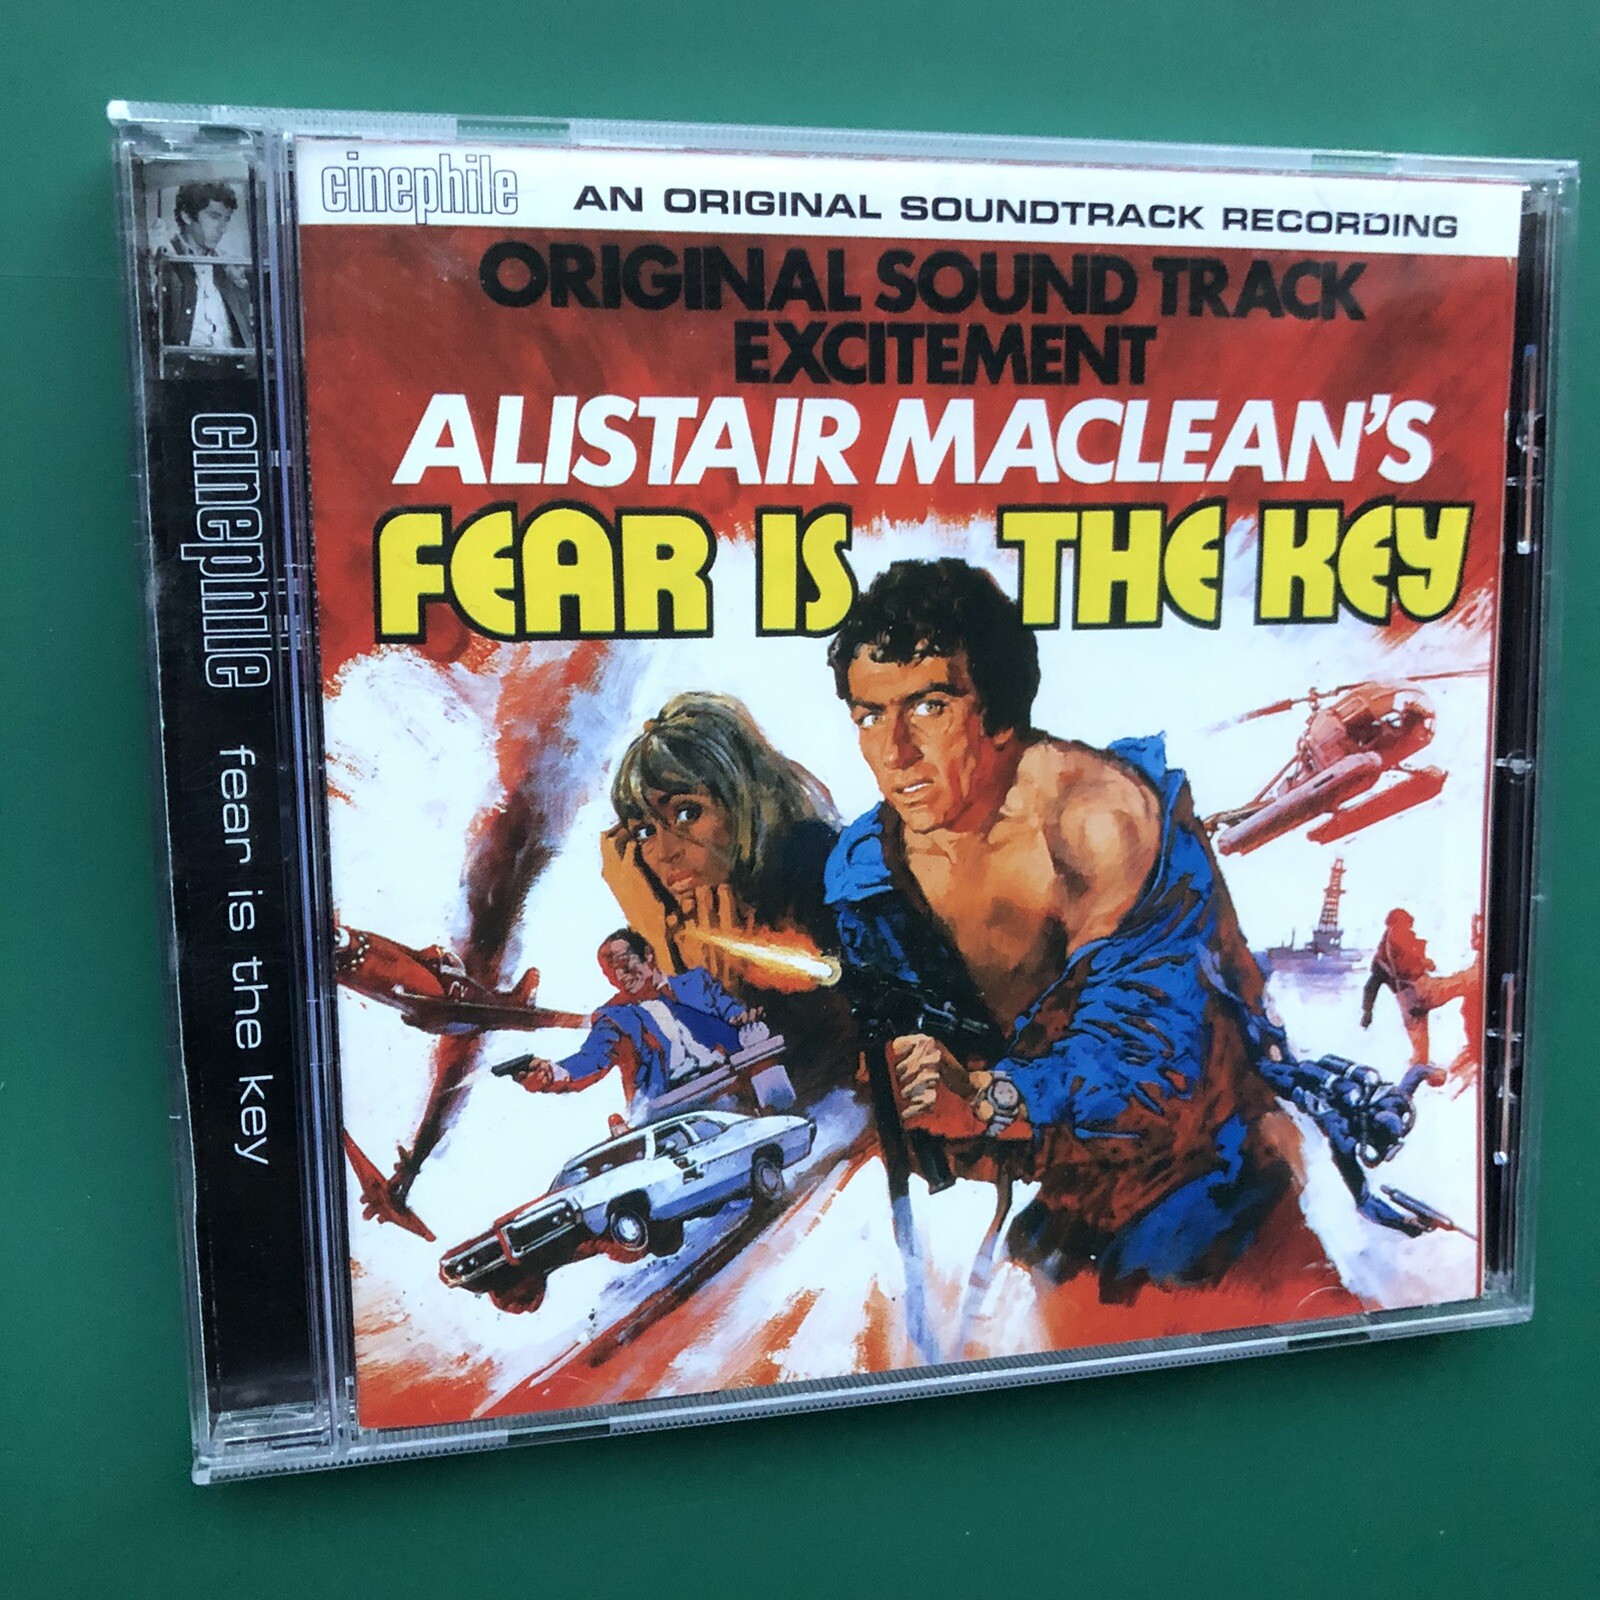 cinephile
AN ORIGINAL SOUNDTRACK RECORDING
ORIGINAL SOUND TRACK
EXCITEMENT
ALISTAIR MACLEAN'S
FEAR IS THE KEY
cinephile fear is the key